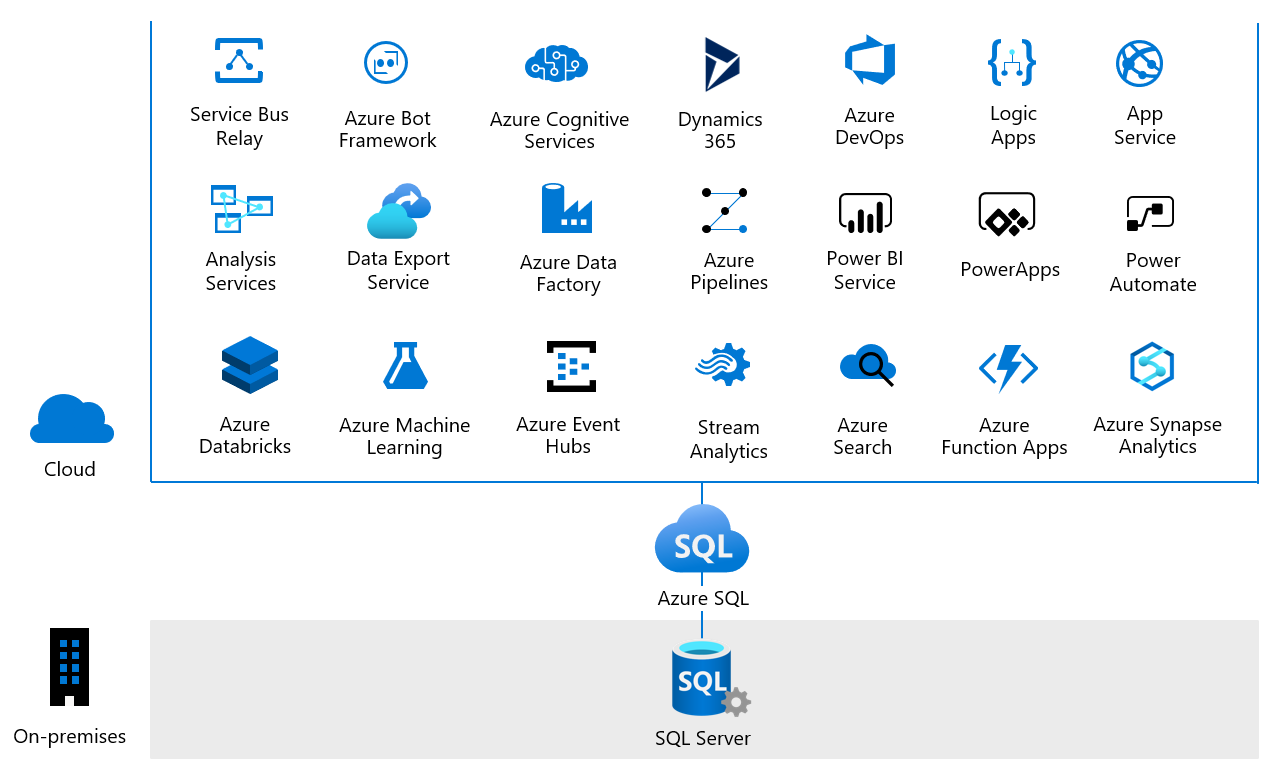 Service Bus
Relay
Azure Bot
Framework
Azure Cognitive
Services
Dynamics
365
Azure
DevOps
Logic
Apps
App
Service
Analysis
Services
Data Export
Service
Azure Data
Factory
Azure
Pipelines
Power BI
Service
PowerApps
Power
Automate
Azure
Databricks
Azure Machine
Learning
Azure Event
Hubs
Stream
Analytics
Azure
Search
Azure
Function Apps
Azure Synapse
Analytics
Cloud
SQL
Azure SQL
On-premises
SQL
SQL Server